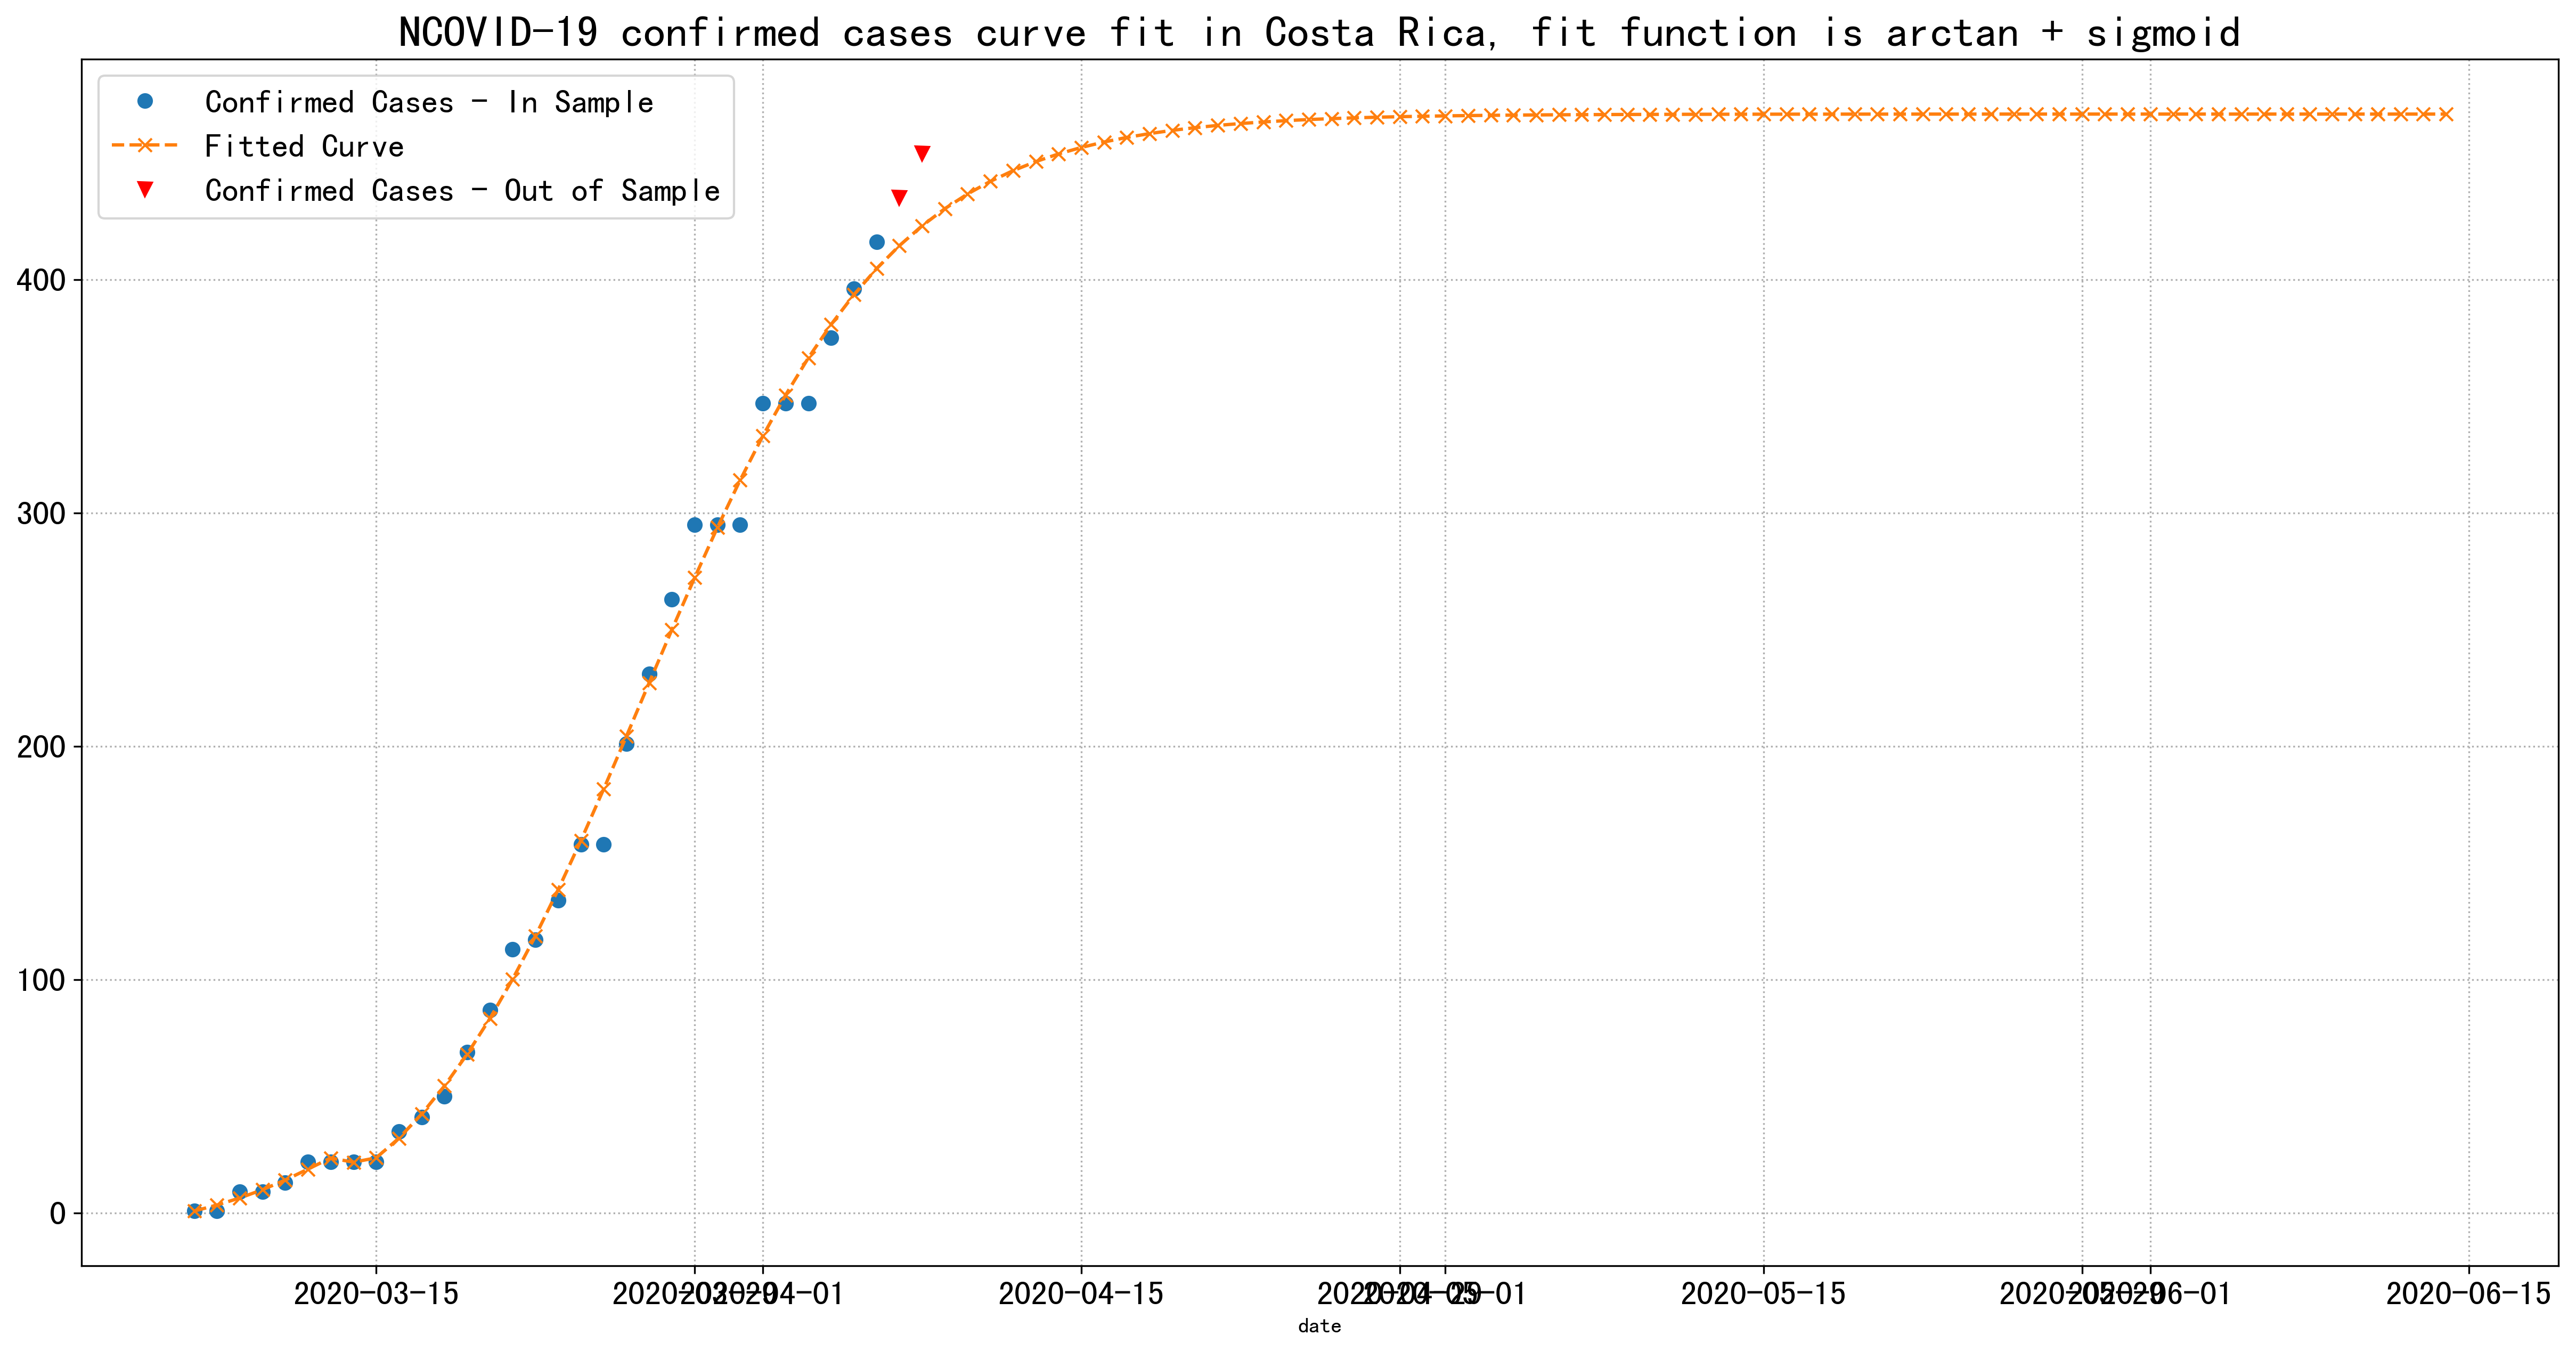 NCOVID-19 confirmed cases curve fit in Costa Rica, fit function is arctan + sigmoid
Confirmed Cases - In Sample
Fitted Curve
Confirmed Cases - Out of Sample
400
300
200
100
0
2020-03-15 2020-03-29 2020-04-01 2020-04-15 2020-04-29 2020-05-01 2020-05-15 2020-05-29 2020-06-01 2020-06-15
date